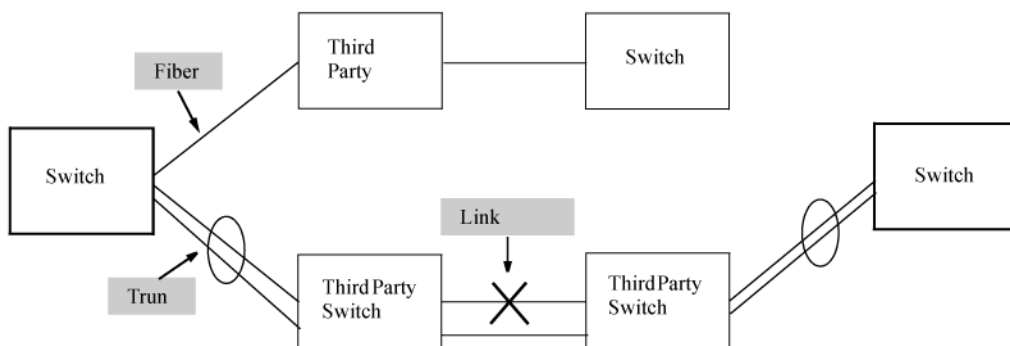 Third
Party
Switch
Fiber
Switch
Switch
Link
Trun
Third Party
Switch
Third Party
Switch